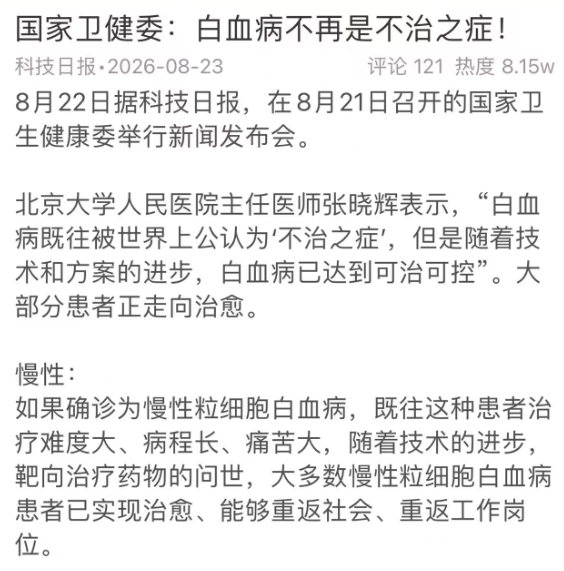 国家卫健委：白血病不再是不治之症！
科技日报•2026-08-23 评论 121 热度 8.15w
8月22日据科技日报，在8月21日召开的国家卫
生健康委举行新闻发布会。
北京大学人民医院主任医师张晓辉表示，“白血
病既往被世界上公认为‘不治之症’，但是随着技
术和方案的进步，白血病已达到可治可控”。大
部分患者正走向治愈。
慢性：
如果确诊为慢性粒细胞白血病，既往这种患者治
疗难度大、病程长、痛苦大，随着技术的进步，
靶向治疗药物的问世，大多数慢性粒细胞白血病
患者已实现治愈、能够重返社会、重返工作岗
位。